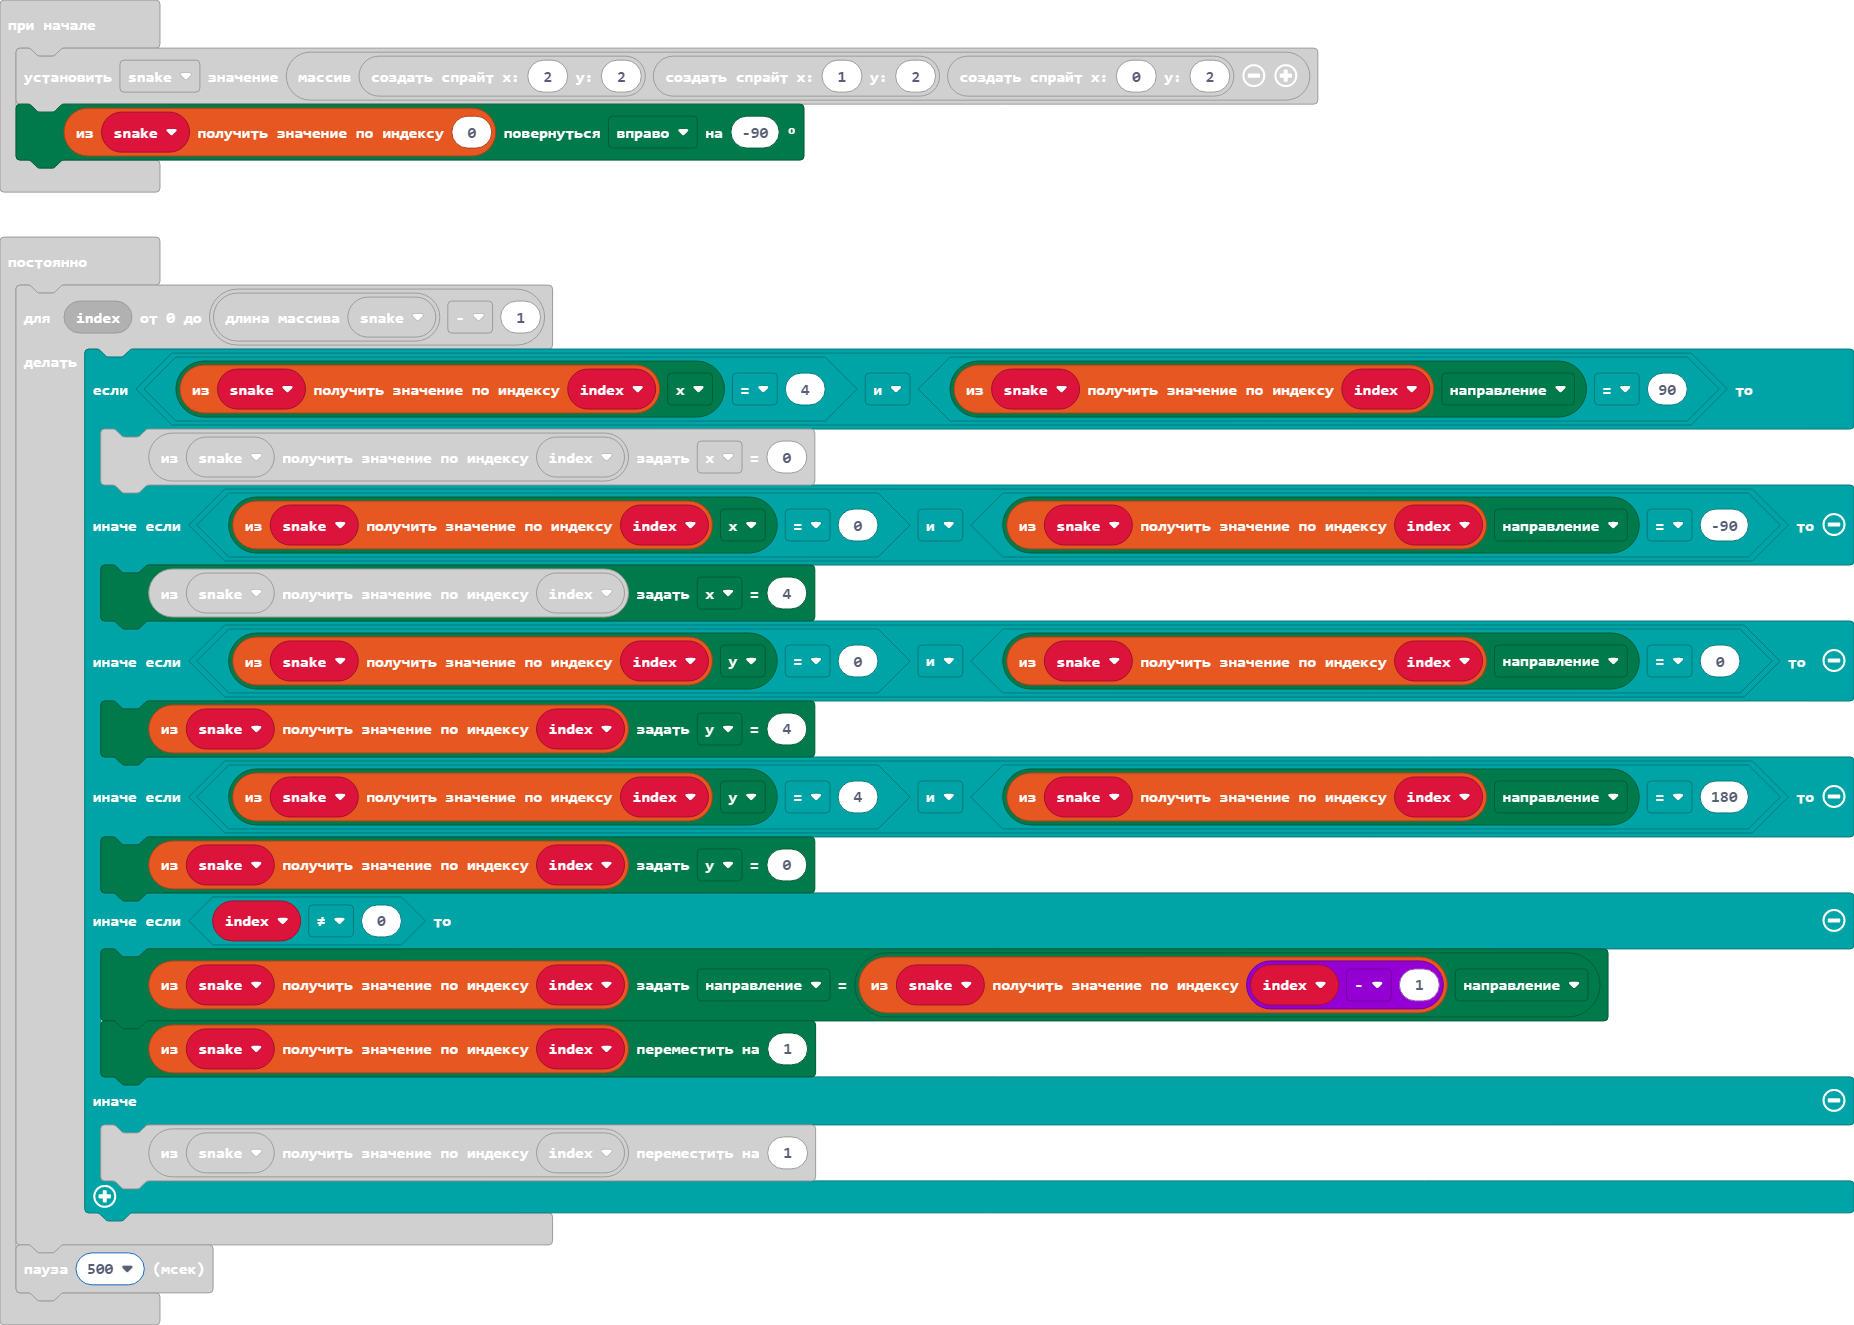 при начале
установить snake значение массив создать спрайт x: 2 y: 2 создать спрайт x: 1 y: 2 создать спрайт x: 0 y: 2
из snake получить значение по индексу 0 повернуться вправо на -90 °
постоянно
для index от 0 до длина массива snake - 1
делать
если из snake получить значение по индексу index x = 4 и из snake получить значение по индексу index направление = 90 то
из snake получить значение по индексу index задать x = 0
иначе если из snake получить значение по индексу index x = 0 и из snake получить значение по индексу index направление = -90 то
из snake получить значение по индексу index задать x = 4
иначе если из snake получить значение по индексу index y = 0 и из snake получить значение по индексу index направление = 0 то
из snake получить значение по индексу index задать y = 4
иначе если из snake получить значение по индексу index y = 4 и из snake получить значение по индексу index направление = 180 то
из snake получить значение по индексу index задать y = 0
иначе если index ≠ 0 то
из snake получить значение по индексу index задать направление = из snake получить значение по индексу index - 1 направление
из snake получить значение по индексу index переместить на 1
иначе
из snake получить значение по индексу index переместить на 1
пауза 500 (мсек)